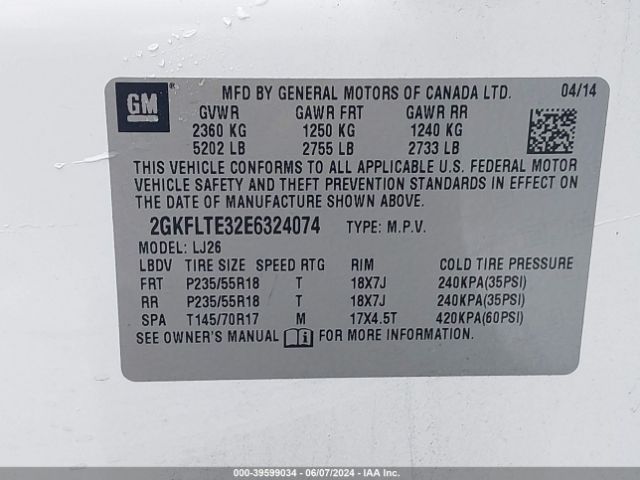 GM
®
MFD BY GENERAL MOTORS OF CANADA LTD. 04/14
GVWR GAWR FRT GAWR RR
2360 KG 1250 KG 1240 KG
5202 LB 2755 LB 2733 LB
THIS VEHICLE CONFORMS TO ALL APPLICABLE U.S. FEDERAL MOTOR
VEHICLE SAFETY AND THEFT PREVENTION STANDARDS IN EFFECT ON
THE DATE OF MANUFACTURE SHOWN ABOVE.
2GKFLTE32E6324074 TYPE: M.P.V.
MODEL: LJ26
LBDV TIRE SIZE SPEED RTG RIM COLD TIRE PRESSURE
FRT P235/55R18 T 18X7J 240KPA(35PSI)
RR P235/55R18 T 18X7J 240KPA(35PSI)
SPA T145/70R17 M 17X4.5T 420KPA(60PSI)
SEE OWNER'S MANUAL FOR MORE INFORMATION.
000-39599034 - 06/07/2024 - IAA Inc.